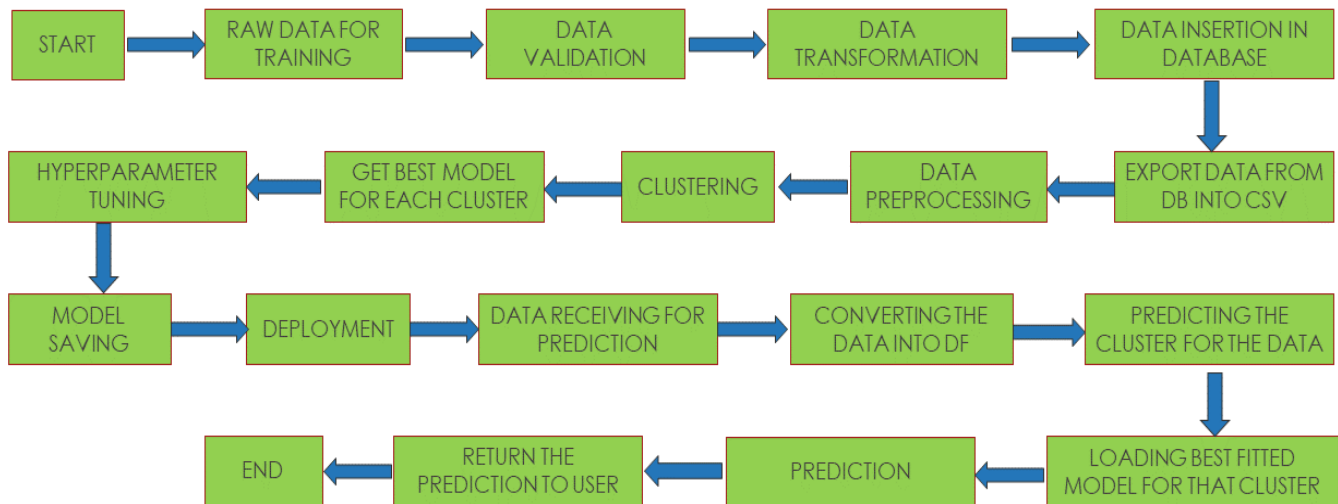 START
RAW DATA FOR
TRAINING
DATA
VALIDATION
DATA
TRANSFORMATION
DATA INSERTION IN
DATABASE
EXPORT DATA FROM
DB INTO CSV
DATA
PREPROCESSING
CLUSTERING
GET BEST MODEL
FOR EACH CLUSTER
HYPERPARAMETER
TUNING
MODEL
SAVING
DEPLOYMENT
DATA RECEIVING FOR
PREDICTION
CONVERTING THE
DATA INTO DF
PREDICTING THE
CLUSTER FOR THE DATA
LOADING BEST FITTED
MODEL FOR THAT CLUSTER
PREDICTION
RETURN THE
PREDICTION TO USER
END